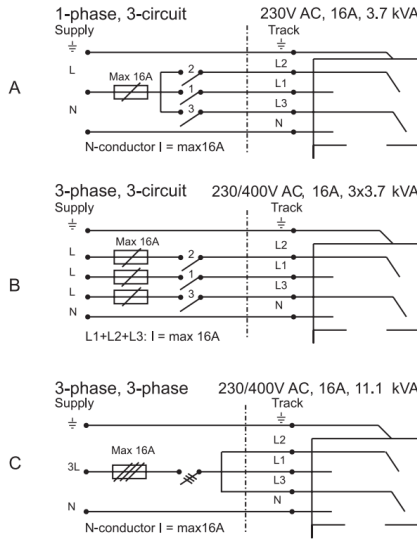 1-phase, 3-circuit 230V AC, 16A, 3.7 kVA
Supply Track
L2
L Max 16A 2
A
1 L1
3 L3
N N
N-conductor I = max16A
3-phase, 3-circuit 230/400V AC, 16A, 3x3.7 kVA
Supply Track
Max 16A L2
L 2
L1
L 1
B
L3
L 3
N N
L1+L2+L3: I = max 16A
3-phase, 3-phase 230/400V AC, 16A, 11.1 kVA
Supply Track
L2
Max 16A
C 3L L1
L3
N N
N-conductor I = max16A